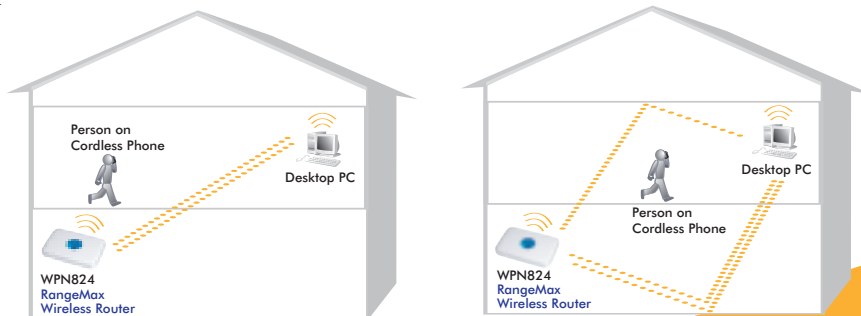 Person on
Cordless Phone
Desktop PC
WPN824
RangeMax
Wireless Router
Desktop PC
Person on
Cordless Phone
WPN824
RangeMax
Wireless Router